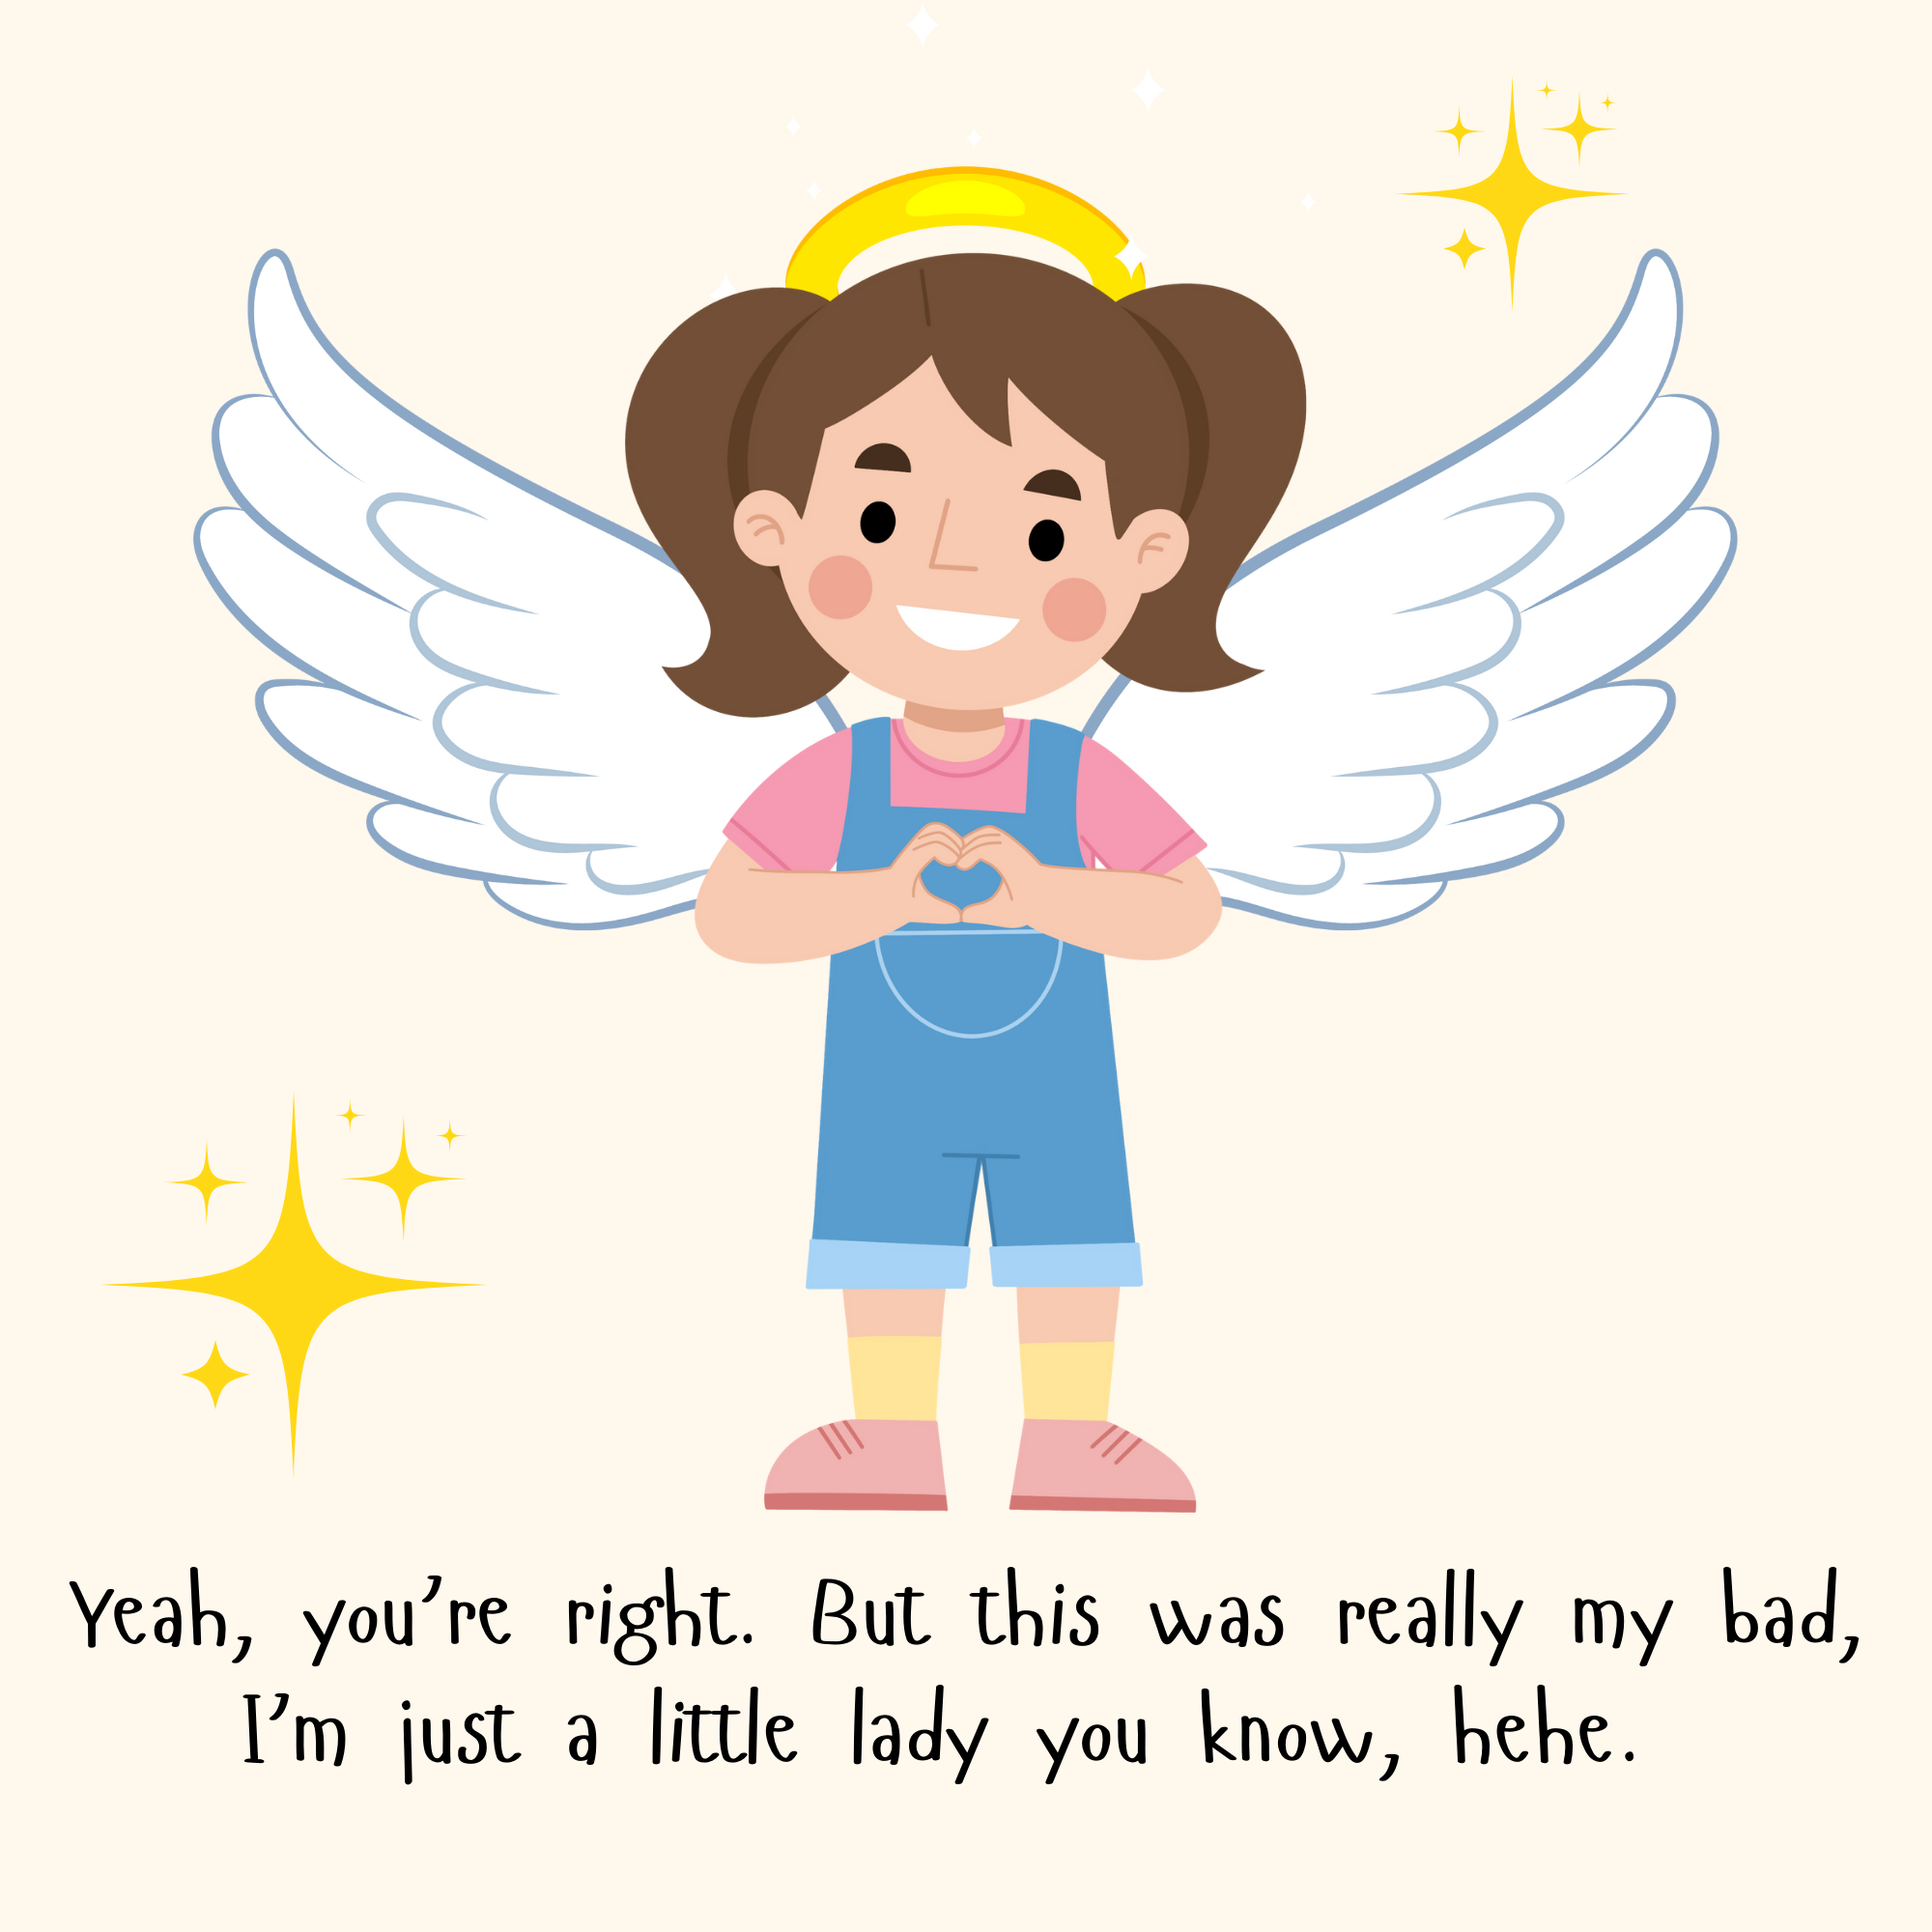 Yeah, you're right. But this was really my bad,
I'm just a little lady you know, hehe.